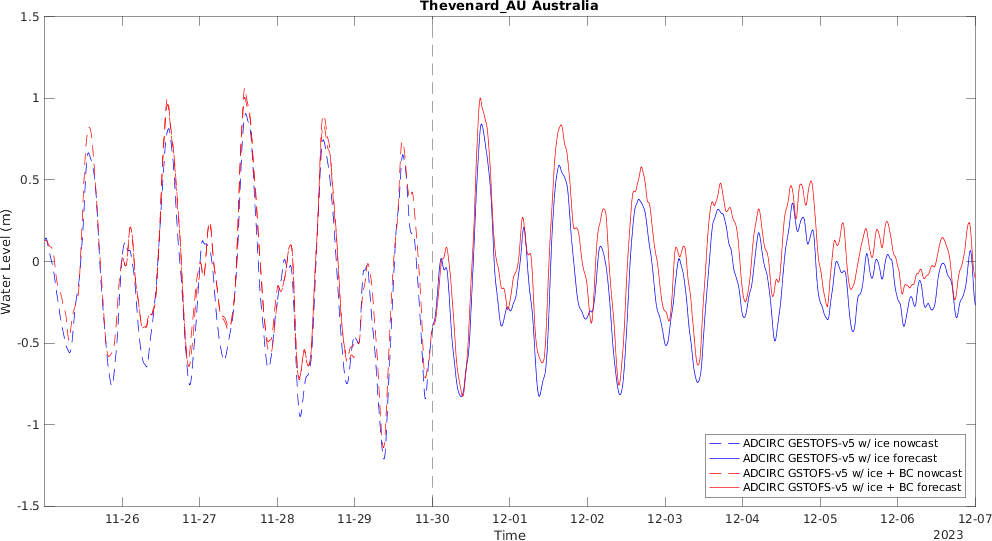 Thevenard_AU Australia
Water Level (m)
1.5
1
0.5
0
-0.5
-1
-1.5
ADCIRC GESTOFS-v5 w/ ice nowcast
ADCIRC GESTOFS-v5 w/ ice forecast
ADCIRC GSTOFS-v5 w/ ice + BC nowcast
ADCIRC GSTOFS-v5 w/ ice + BC forecast
11-26 11-27 11-28 11-29 11-30 12-01 12-02 12-03 12-04 12-05 12-06 12-07
Time
2023